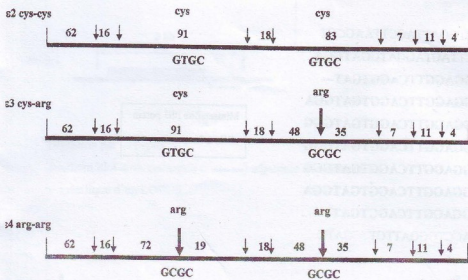 ε2 cys-cys
cys cys
62 16 91 18 83 7 11 4
GTGC GTGC
ε3 cys-arg
cys arg
62 16 91 18 48 35 7 11 4
GTGC GCGC
ε4 arg-arg
arg arg
62 16 72 19 18 48 35 7 11 4
GCGC GCGC